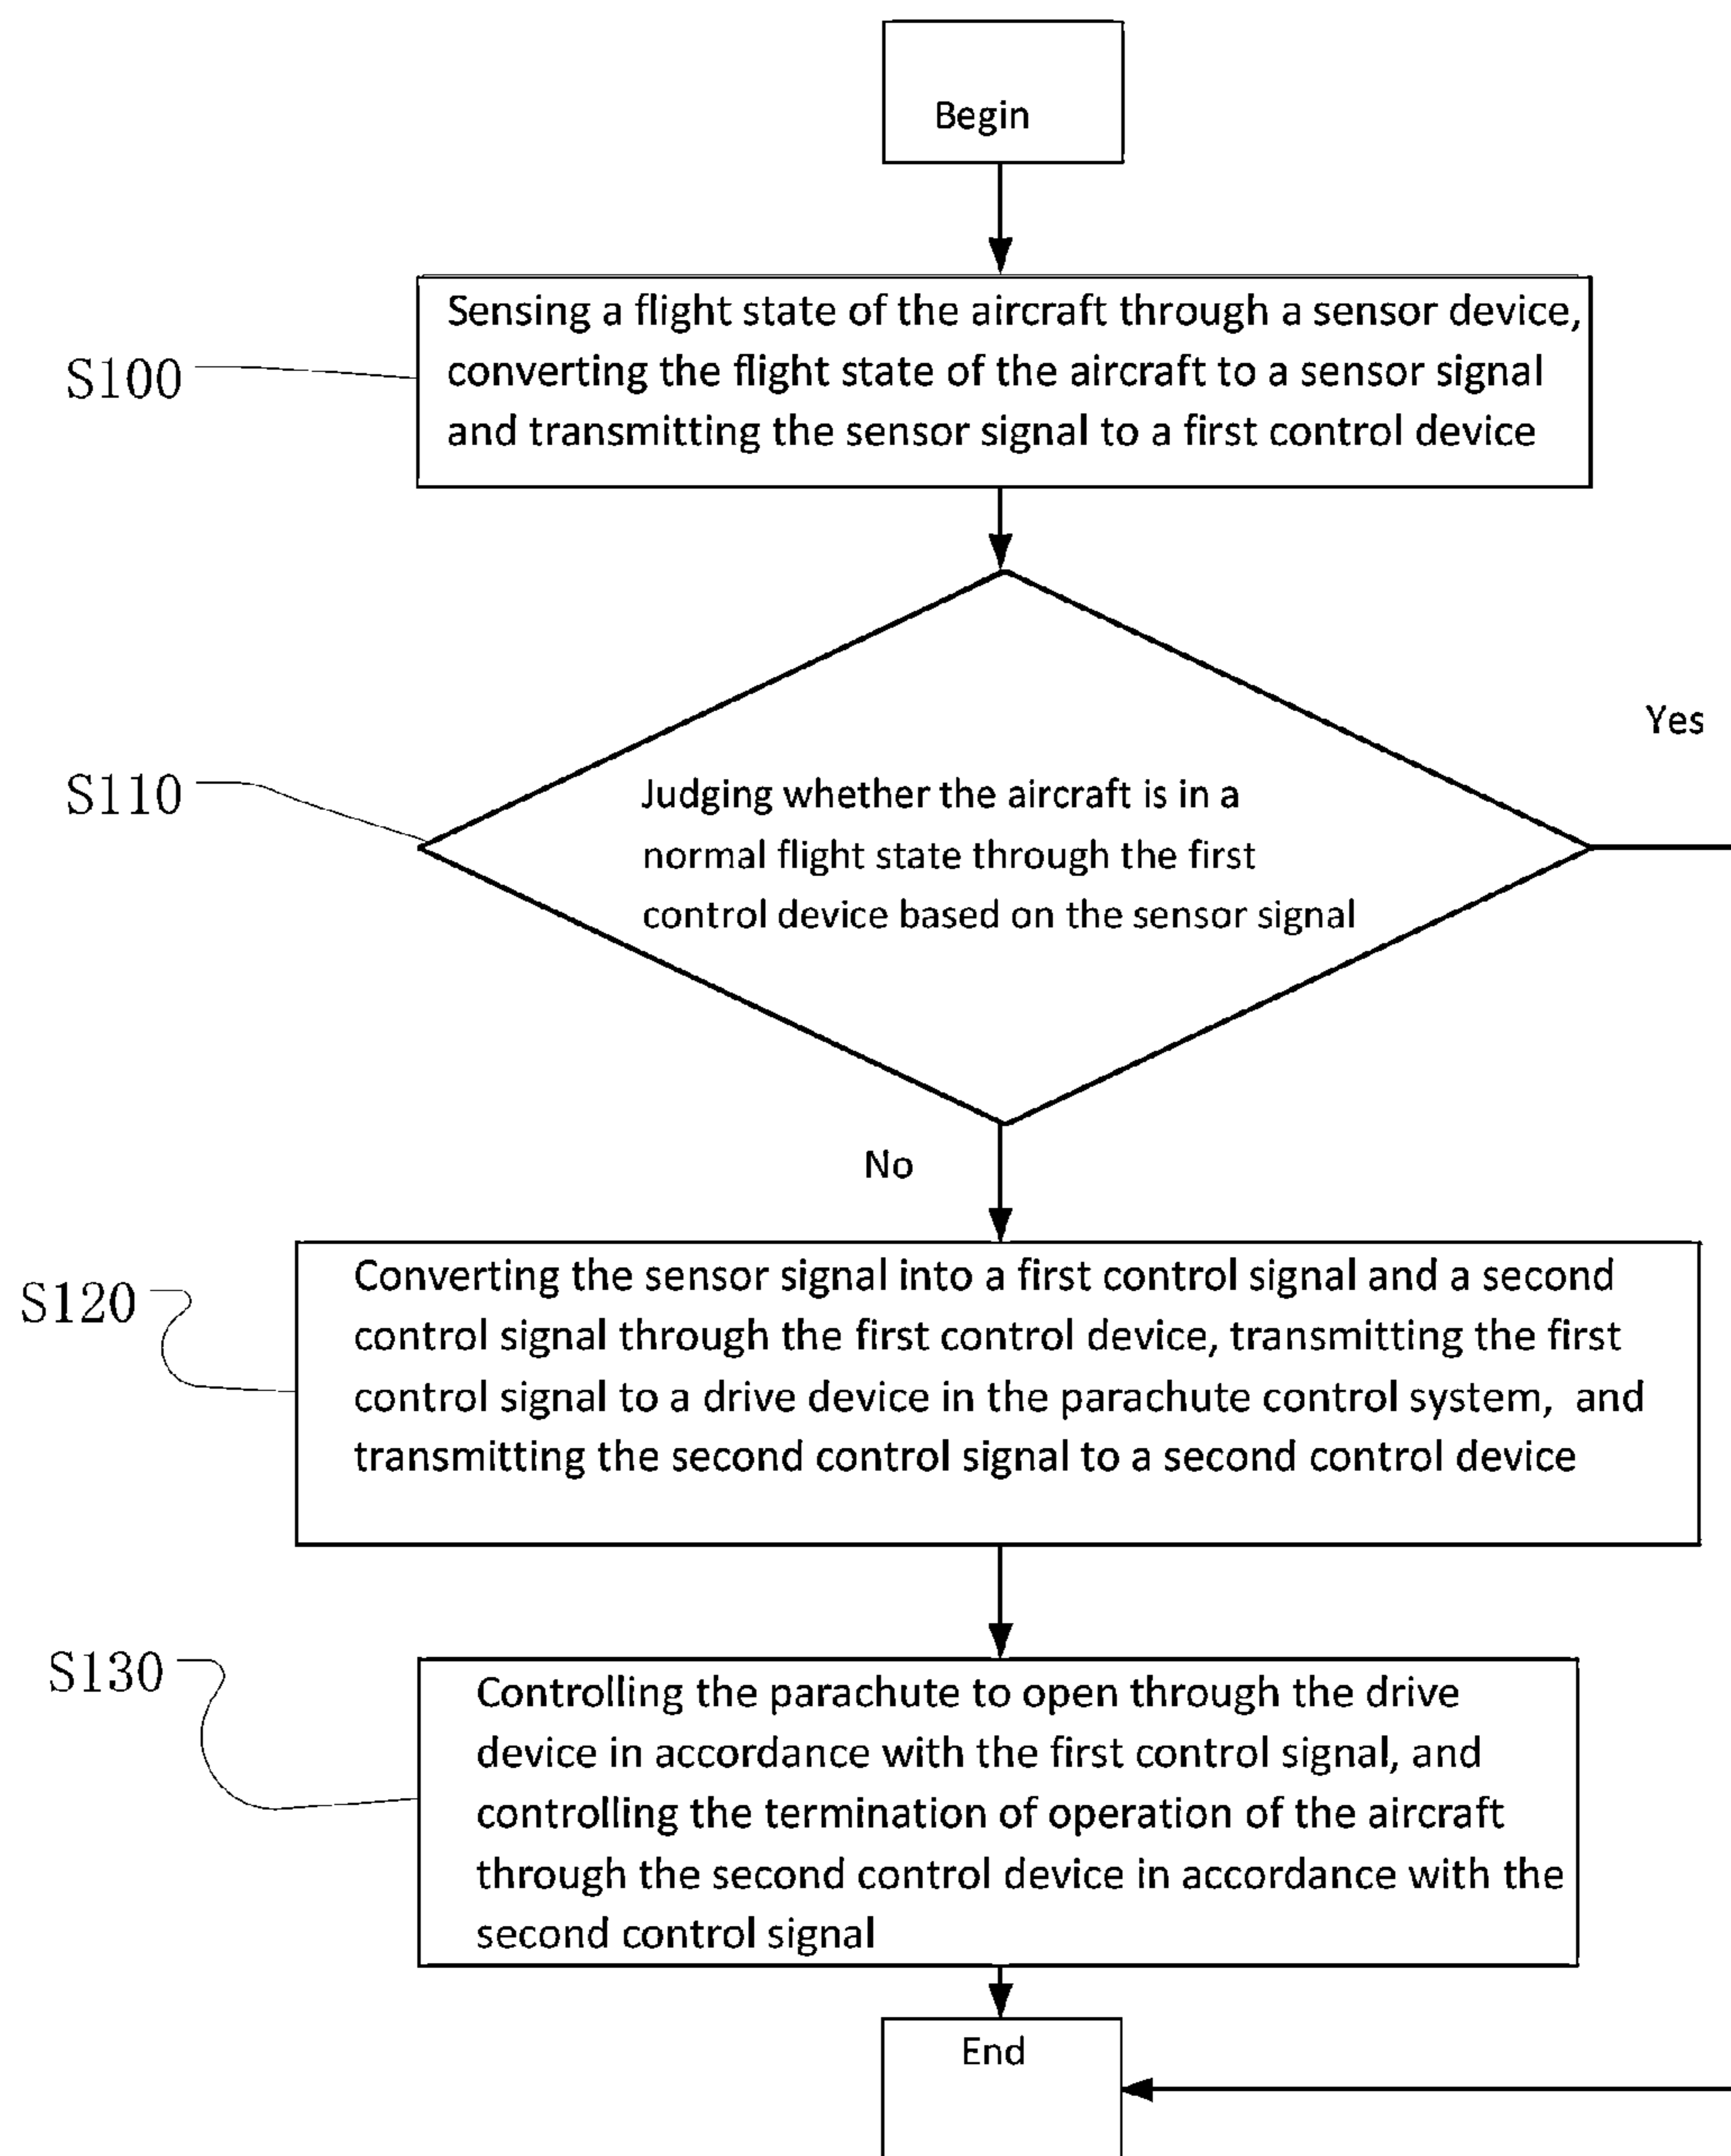 Begin
S100
Sensing a flight state of the aircraft through a sensor device,
converting the flight state of the aircraft to a sensor signal
and transmitting the sensor signal to a first control device
Yes
S110
Judging whether the aircraft is in a
normal flight state through the first
control device based on the sensor signal
No
S120
Converting the sensor signal into a first control signal and a second
control signal through the first control device, transmitting the first
control signal to a drive device in the parachute control system, and
transmitting the second control signal to a second control device
S130
Controlling the parachute to open through the drive
device in accordance with the first control signal, and
controlling the termination of operation of the aircraft
through the second control device in accordance with the
second control signal
End